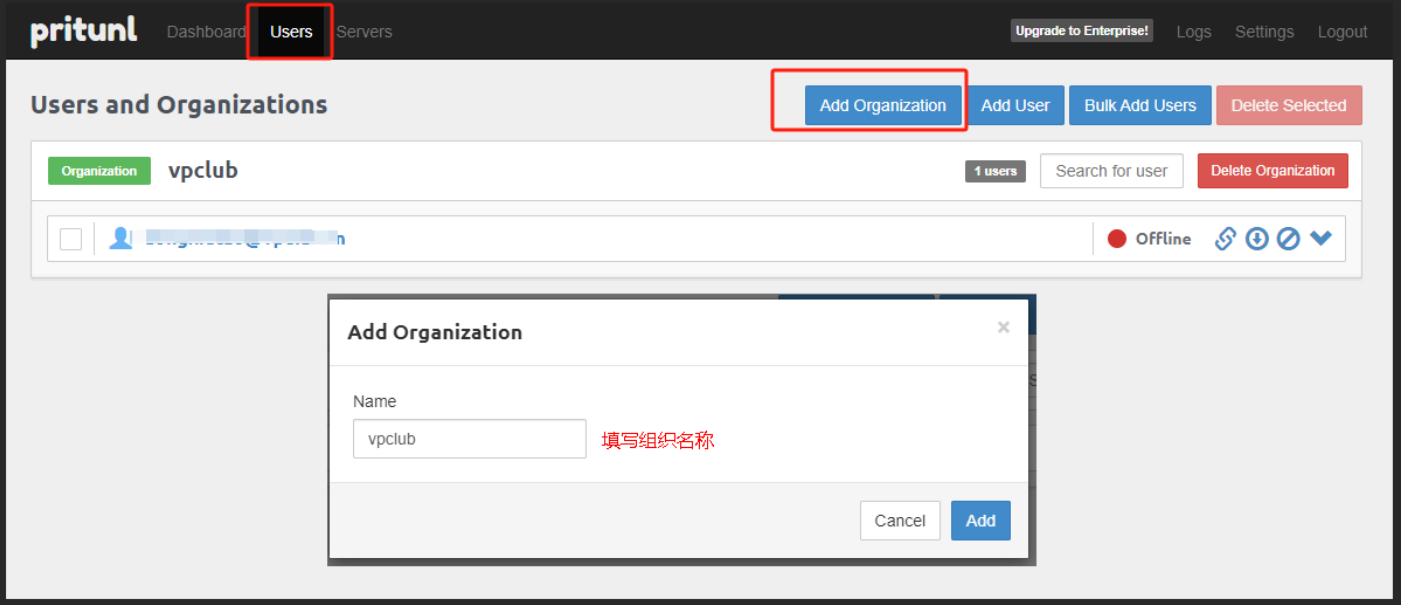 pritunl Dashboard Users Servers Upgrade to Enterprise! Logs Settings Logout
Users and Organizations Add Organization Add User Bulk Add Users Delete Selected
Organization vpclub 1 users Search for user Delete Organization
Offline
Add Organization ×
Name
vpclub 填写组织名称
Cancel Add